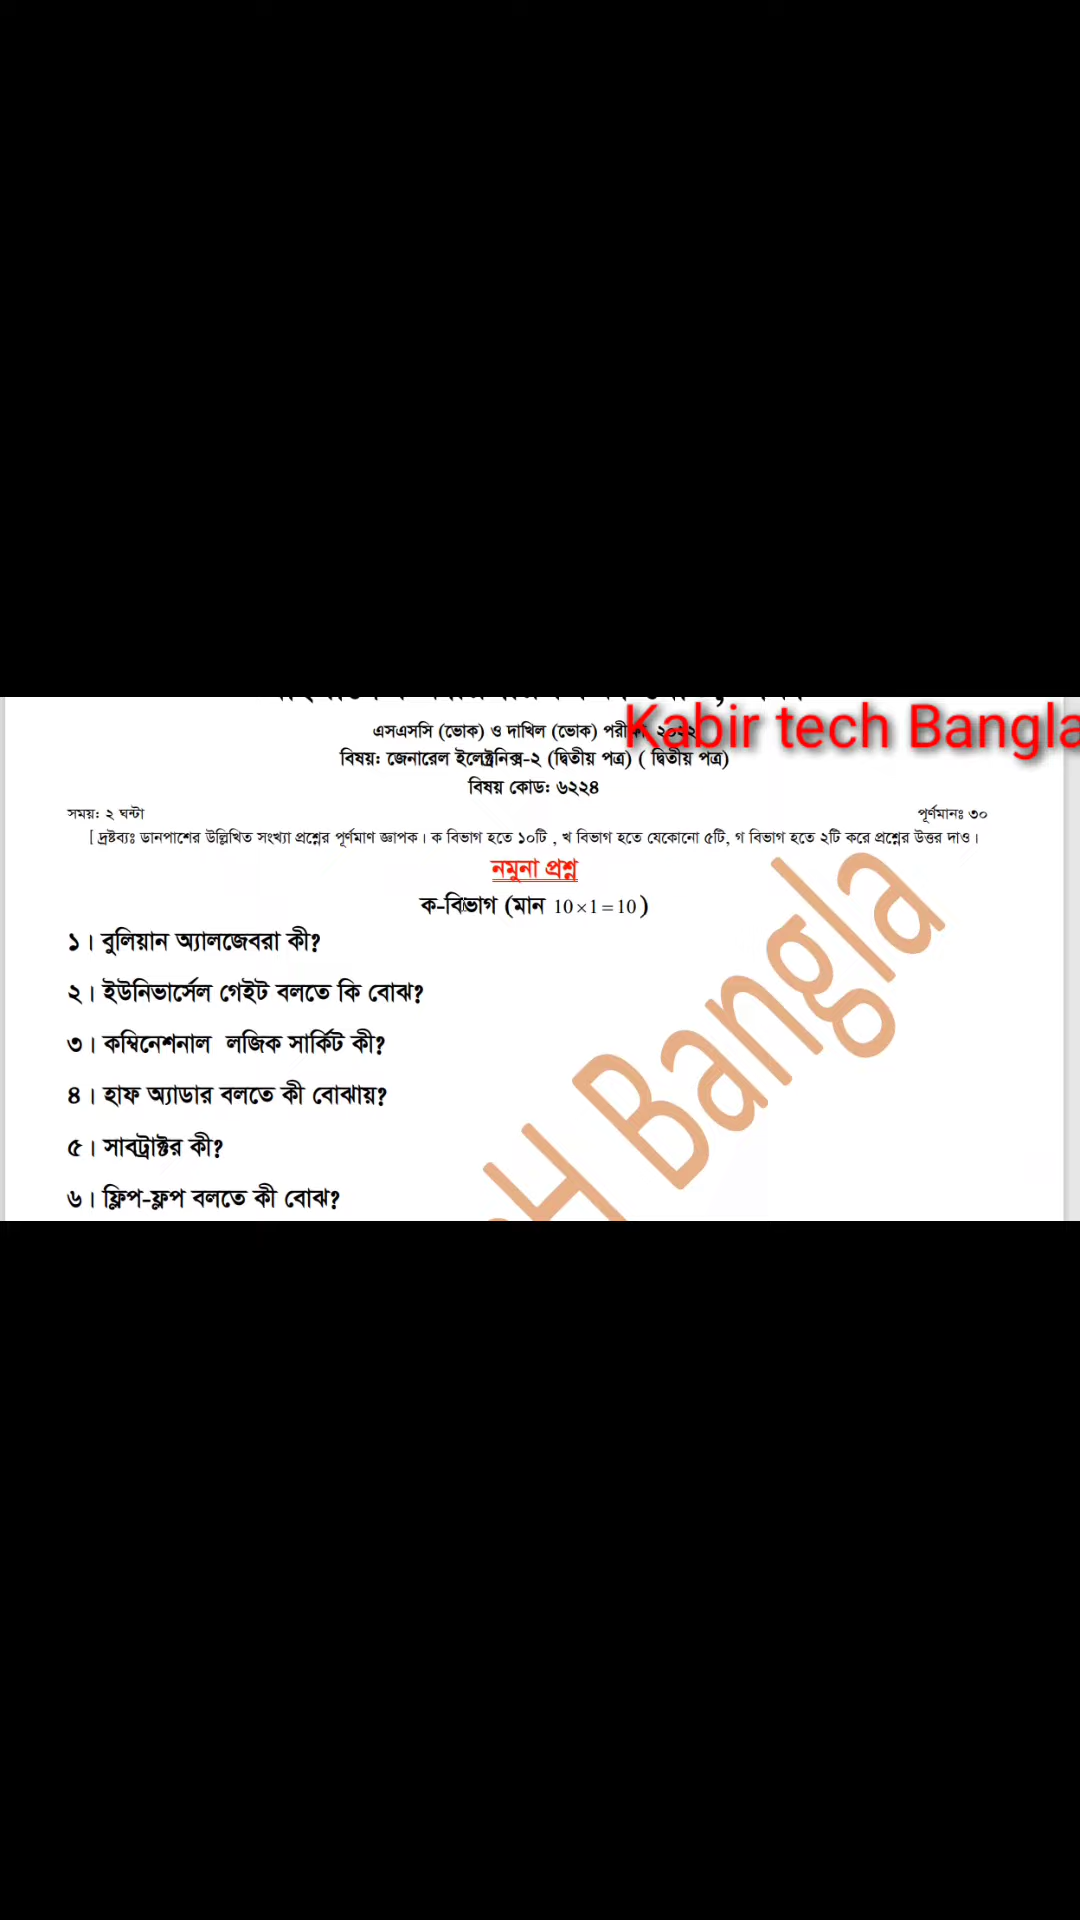 Kabir tech Bangla
এসএসসি (ভোক) ও দাখিল (ভোক) পরীক্ষা, ২০২২
বিষয়: জেনারেল ইলেক্ট্রনিক্স-২ (দ্বিতীয় পত্র) ( দ্বিতীয় পত্র)
বিষয় কোড: ৬২২৪
সময়: ২ ঘন্টা পূর্ণমানঃ ৩০
[ দ্রষ্টব্যঃ ডানপাশের উল্লিখিত সংখ্যা প্রশ্নের পূর্ণমাণ জ্ঞাপক। ক বিভাগ হতে ১০টি , খ বিভাগ হতে যেকোনো ৫টি, গ বিভাগ হতে ২টি করে প্রশ্নের উত্তর দাও।
নমুনা প্রশ্ন
ক-বিভাগ (মান 10×1=10)
১। বুলিয়ান অ্যালজেবরা কী?
২। ইউনিভার্সেল গেইট বলতে কি বোঝ?
৩। কম্বিনেশনাল লজিক সার্কিট কী?
৪। হাফ অ্যাডার বলতে কী বোঝায়?
৫। সাবট্রাক্টর কী?
৬। ফ্লিপ-ফ্লপ বলতে কী বোঝ?
Bangla